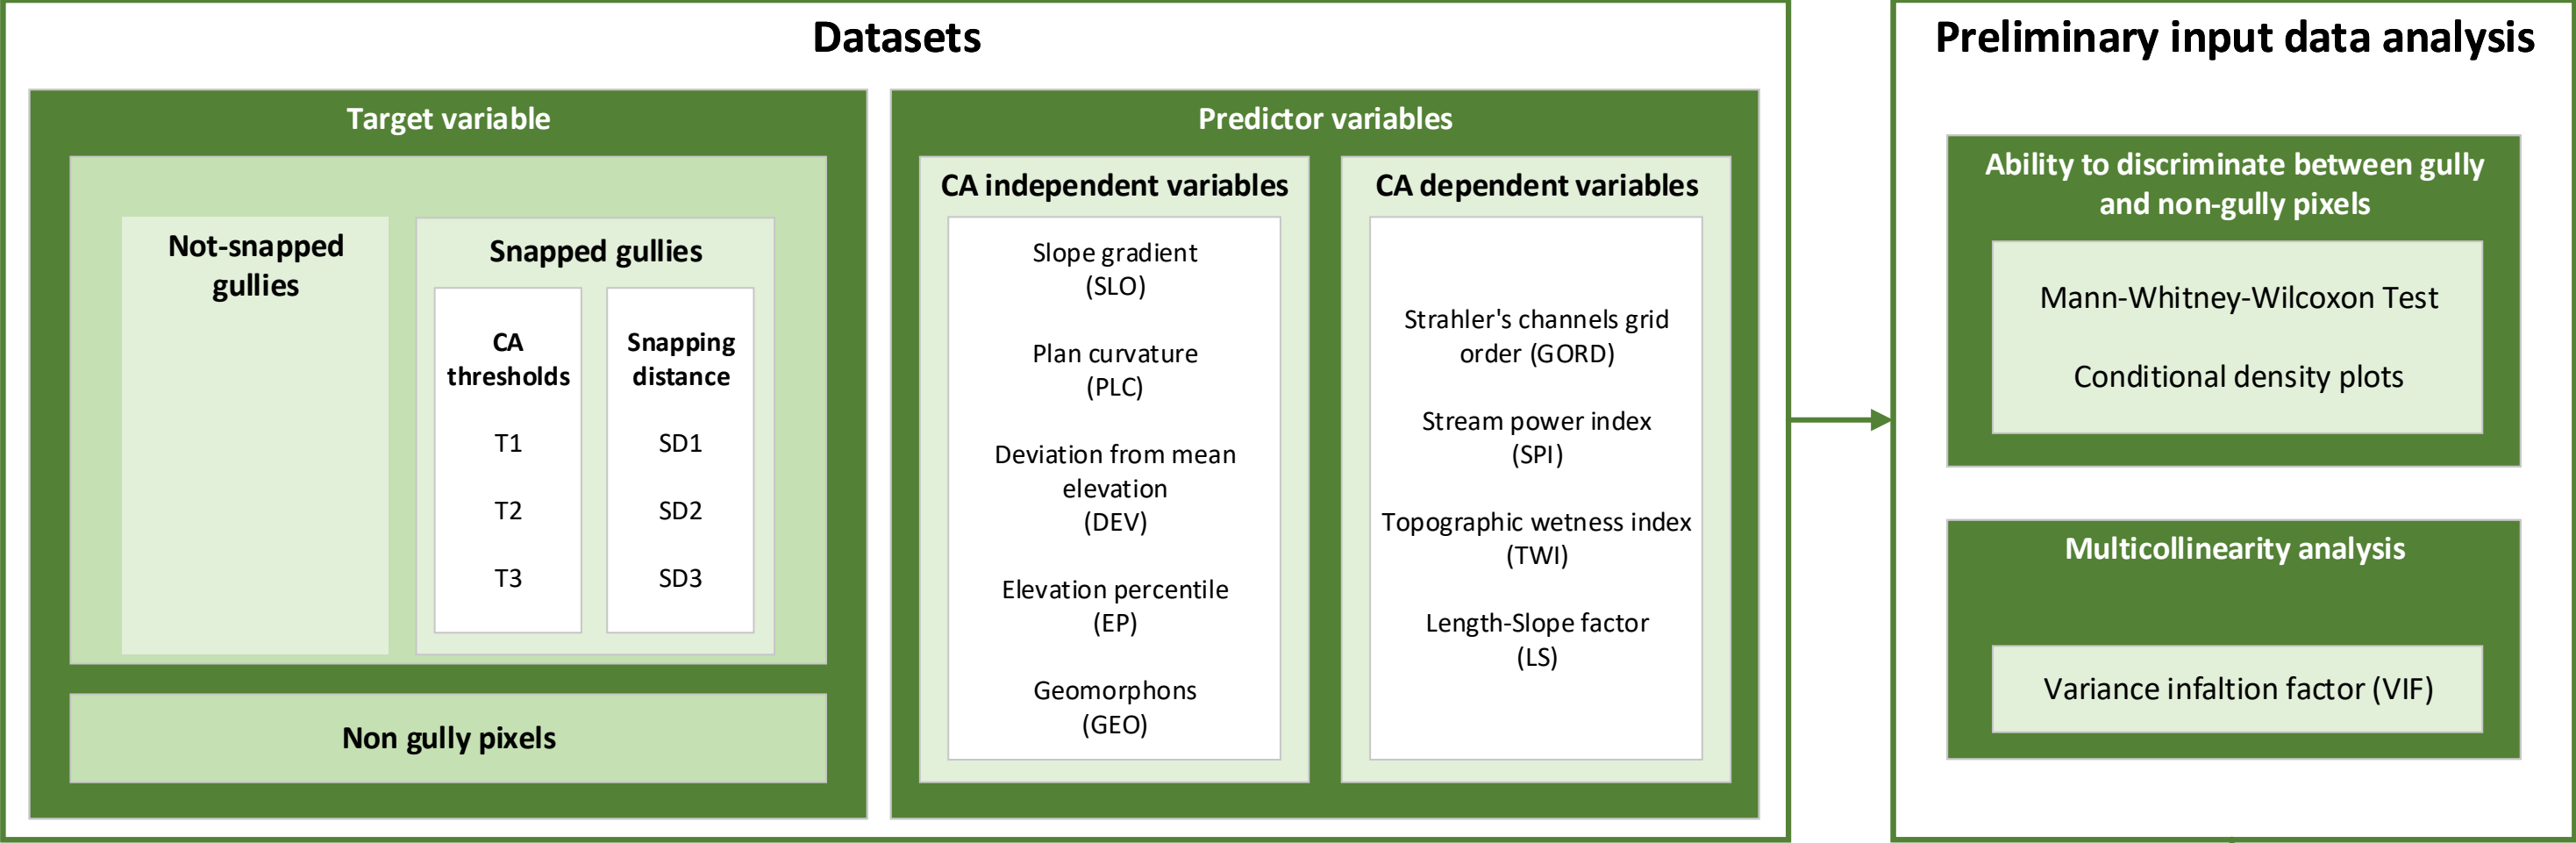 Datasets
Target variable
Not-snapped
gullies
Snapped gullies
CA
thresholds
T1
T2
T3
Snapping
distance
SD1
SD2
SD3
Non gully pixels
Predictor variables
CA independent variables
Slope gradient
(SLO)
Plan curvature
(PLC)
Deviation from mean
elevation
(DEV)
Elevation percentile
(EP)
Geomorphons
(GEO)
CA dependent variables
Strahler's channels grid
order (GORD)
Stream power index
(SPI)
Topographic wetness index
(TWI)
Length-Slope factor
(LS)
Preliminary input data analysis
Ability to discriminate between gully
and non-gully pixels
Mann-Whitney-Wilcoxon Test
Conditional density plots
Multicollinearity analysis
Variance infaltion factor (VIF)